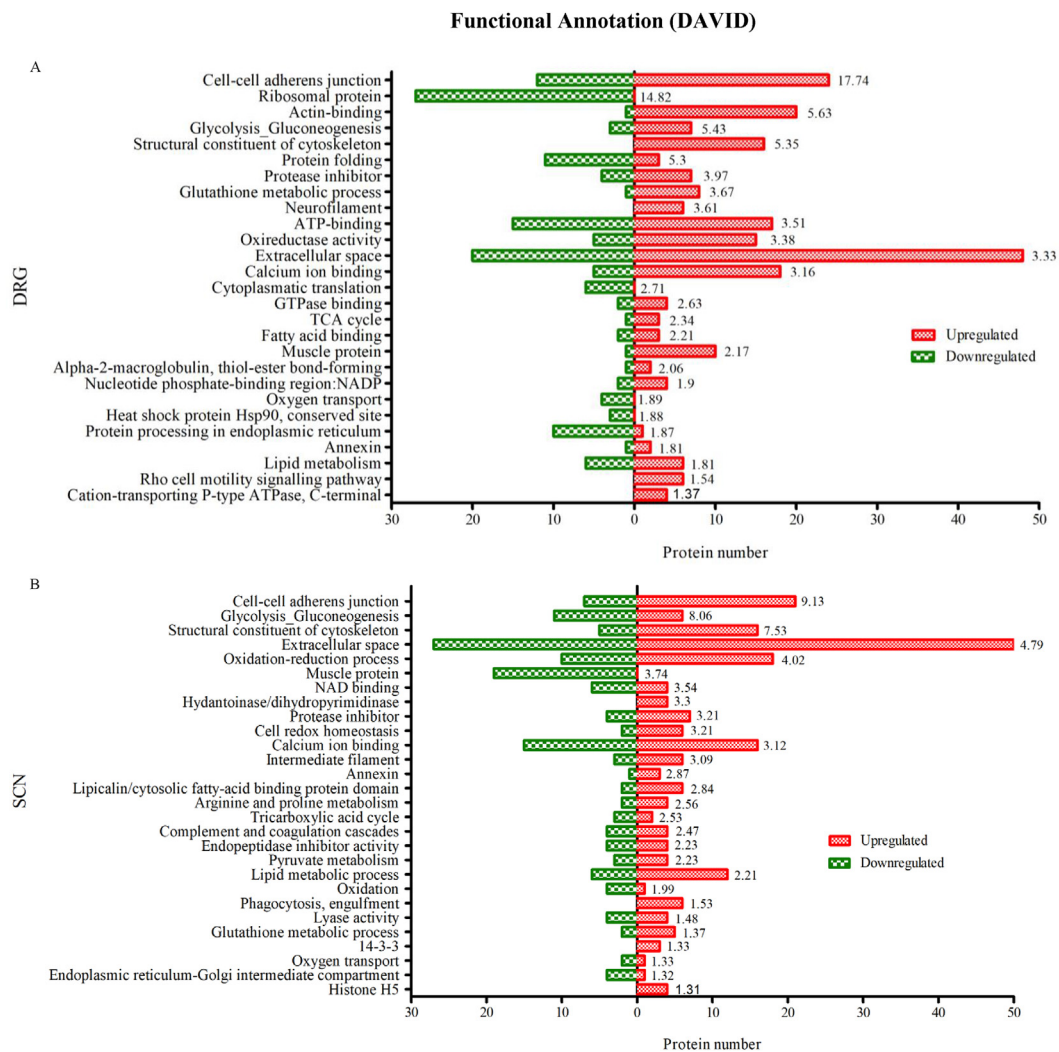 Functional Annotation (DAVID)
A
DRG
Cell-cell adherens junction 17.74
Ribosomal protein 14.82
Actin-binding 5.63
Glycolysis_Gluconeogenesis 5.43
Structural constituent of cytoskeleton 5.35
Protein folding 5.3
Protease inhibitor 3.97
Glutathione metabolic process 3.67
Neurofilament 3.61
ATP-binding 3.51
Oxireductase activity 3.38
Extracellular space 3.33
Calcium ion binding 3.16
Cytoplasmatic translation 2.71
GTPase binding 2.63
TCA cycle 2.34
Fatty acid binding 2.21
Muscle protein 2.17
Alpha-2-macroglobulin, thiol-ester bond-forming 2.06
Nucleotide phosphate-binding region:NADP 1.9
Oxygen transport 1.89
Heat shock protein Hsp90, conserved site 1.88
Protein processing in endoplasmic reticulum 1.87
Annexin 1.81
Lipid metabolism 1.81
Rho cell motility signalling pathway 1.54
Cation-transporting P-type ATPase, C-terminal 1.37
Upregulated
Downregulated
30 20 10 0 10 20 30 40 50
Protein number
B
SCN
Cell-cell adherens junction 9.13
Glycolysis_Gluconeogenesis 8.06
Structural constituent of cytoskeleton 7.53
Extracellular space 4.79
Oxidation-reduction process 4.02
Muscle protein 3.74
NAD binding 3.54
Hydantoinase/dihydropyrimidinase 3.3
Protease inhibitor 3.21
Cell redox homeostasis 3.21
Calcium ion binding 3.12
Intermediate filament 3.09
Annexin 2.87
Lipicalin/cytosolic fatty-acid binding protein domain 2.84
Arginine and proline metabolism 2.56
Tricarboxylic acid cycle 2.53
Complement and coagulation cascades 2.47
Endopeptidase inhibitor activity 2.23
Pyruvate metabolism 2.23
Lipid metabolic process 2.21
Oxidation 1.99
Phagocytosis, engulfment 1.53
Lyase activity 1.48
Glutathione metabolic process 1.37
14-3-3 1.33
Oxygen transport 1.33
Endoplasmic reticulum-Golgi intermediate compartment 1.32
Histone H5 1.31
Upregulated
Downregulated
30 20 10 0 10 20 30 40 50
Protein number